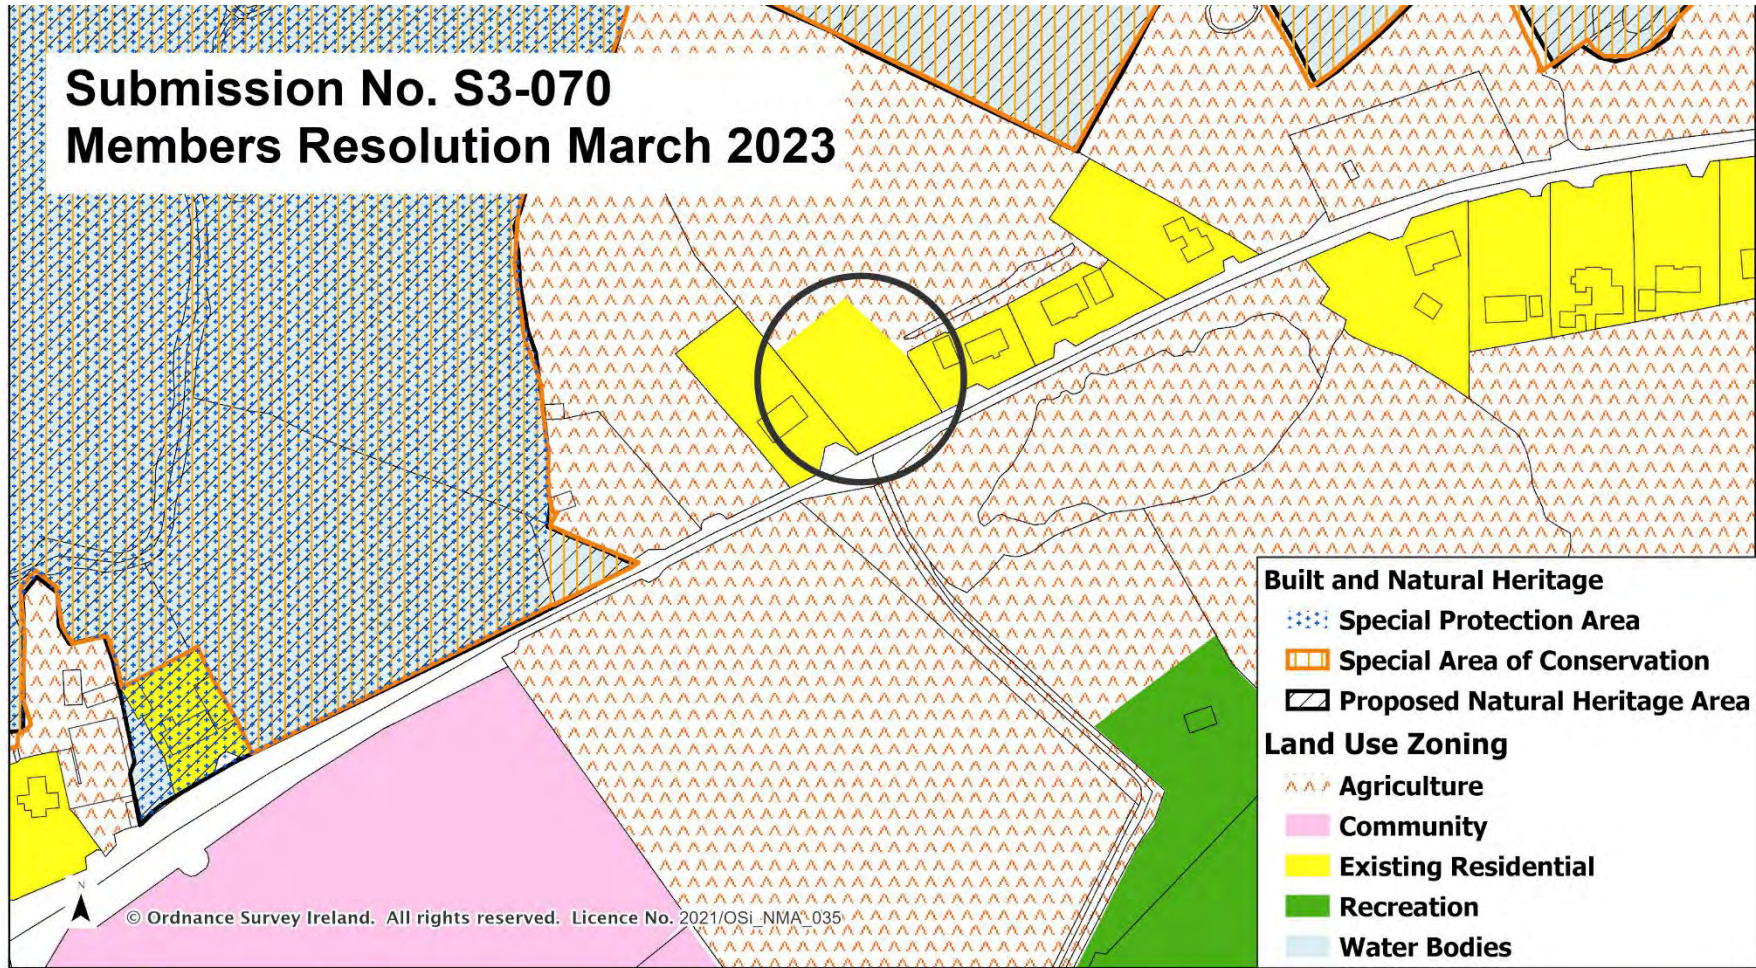 Submission No. S3-070
Members Resolution March 2023
Built and Natural Heritage
Special Protection Area
Special Area of Conservation
Proposed Natural Heritage Area
Land Use Zoning
Agriculture
Community
Existing Residential
Recreation
Water Bodies
N
© Ordnance Survey Ireland. All rights reserved. Licence No. 2021/OSi_NMA_035